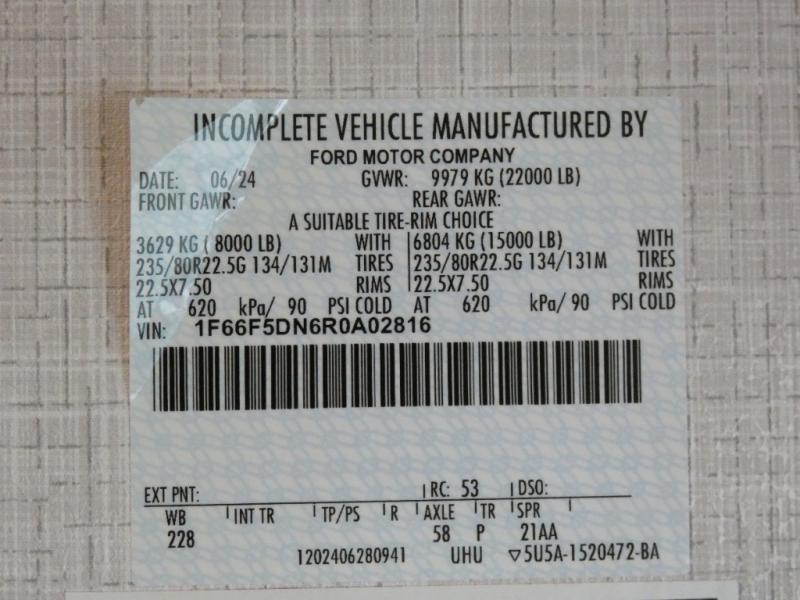 INCOMPLETE VEHICLE MANUFACTURED BY
FORD MOTOR COMPANY
DATE: 06/24 GVWR: 9979 KG (22000 LB)
FRONT GAWR: REAR GAWR:
A SUITABLE TIRE-RIM CHOICE
3629 KG ( 8000 LB) WITH 6804 KG (15000 LB) WITH
235/80R22.5G 134/131M TIRES 235/80R22.5G 134/131M TIRES
22.5X7.50 RIMS 22.5X7.50 RIMS
AT 620 kPa/ 90 PSI COLD AT 620 kPa/ 90 PSI COLD
VIN: 1F66F5DN6R0A02816
EXT PNT: RC: 53 DSO:
WB INT TR TP/PS R AXLE TR SPR
228 58 P 21AA
1202406280941 UHU ▽5U5A-1520472-BA